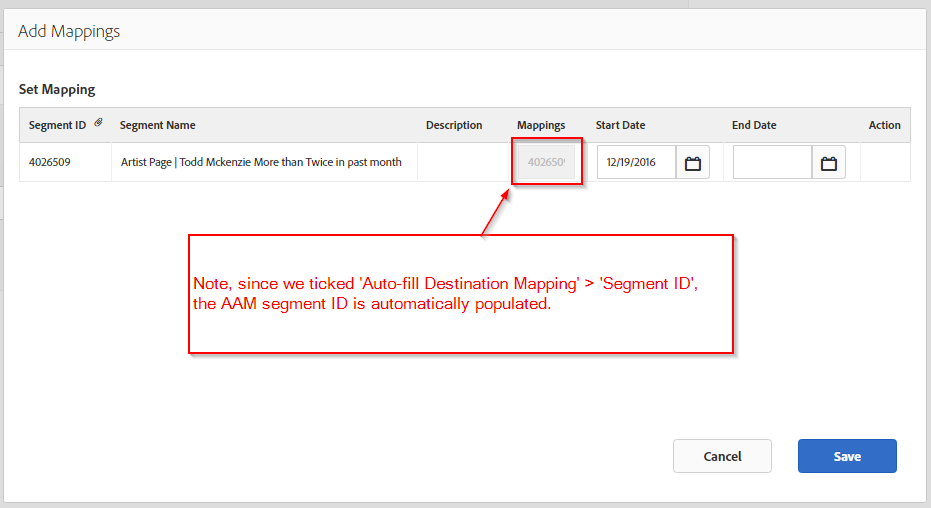 Add Mappings
Set Mapping
Segment ID Segment Name Description Mappings Start Date End Date Action
4026509 Artist Page | Todd Mckenzie More than Twice in past month 4026509 12/19/2016
Note, since we ticked 'Auto-fill Destination Mapping' > 'Segment ID',
the AAM segment ID is automatically populated.
Cancel Save